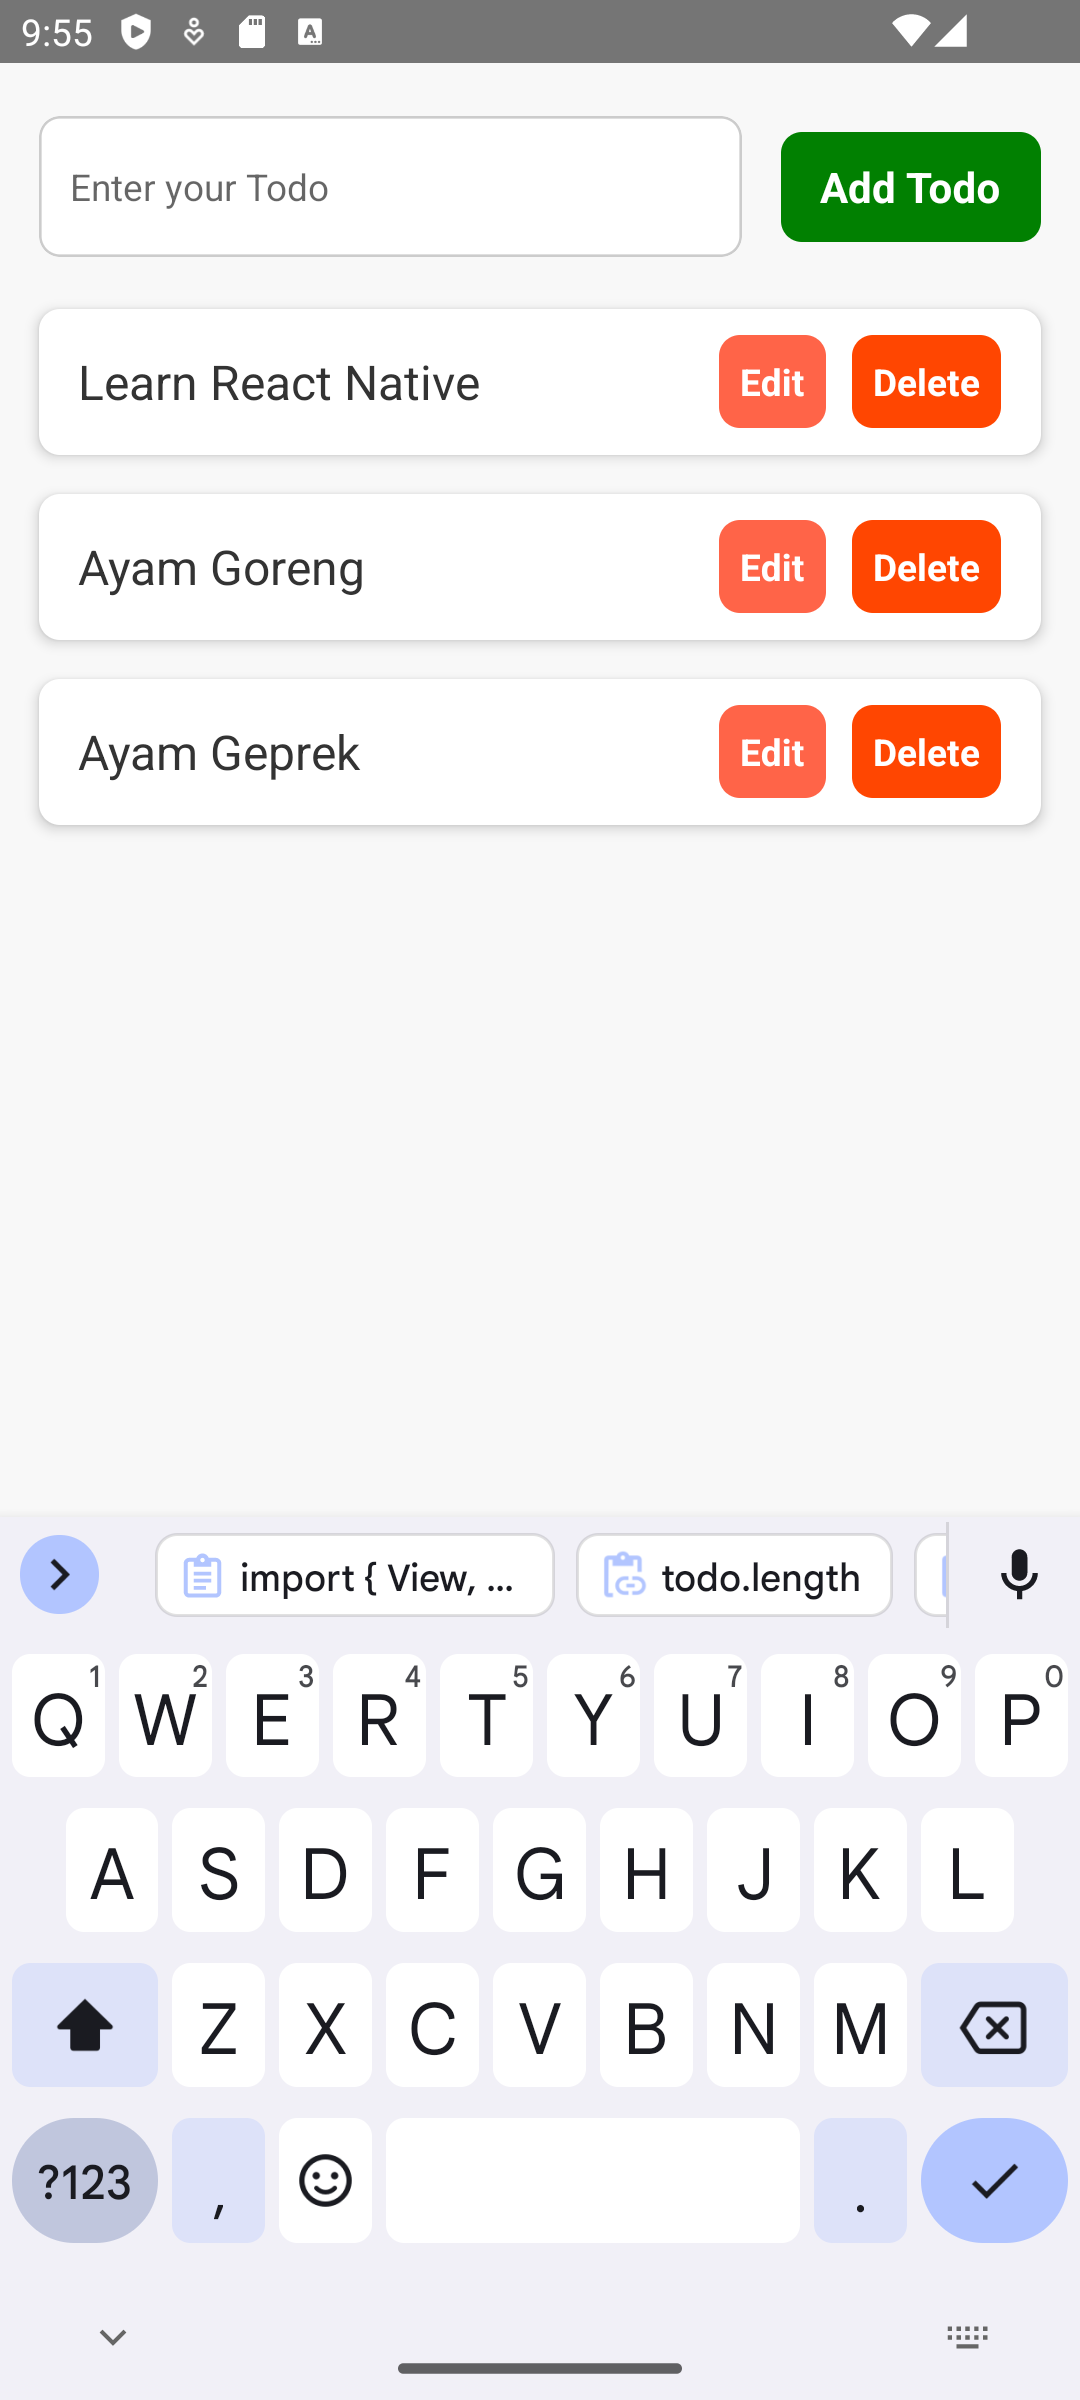 9:55
Enter your Todo
Add Todo
Learn React Native
Edit
Delete
Ayam Goreng
Edit
Delete
Ayam Geprek
Edit
Delete
import { View, ...
todo.length
Q 1 W 2 E 3 R 4 T 5 Y 6 U 7 I 8 O 9 P 0
A S D F G H J K L
Z X C V B N M
?123 , .